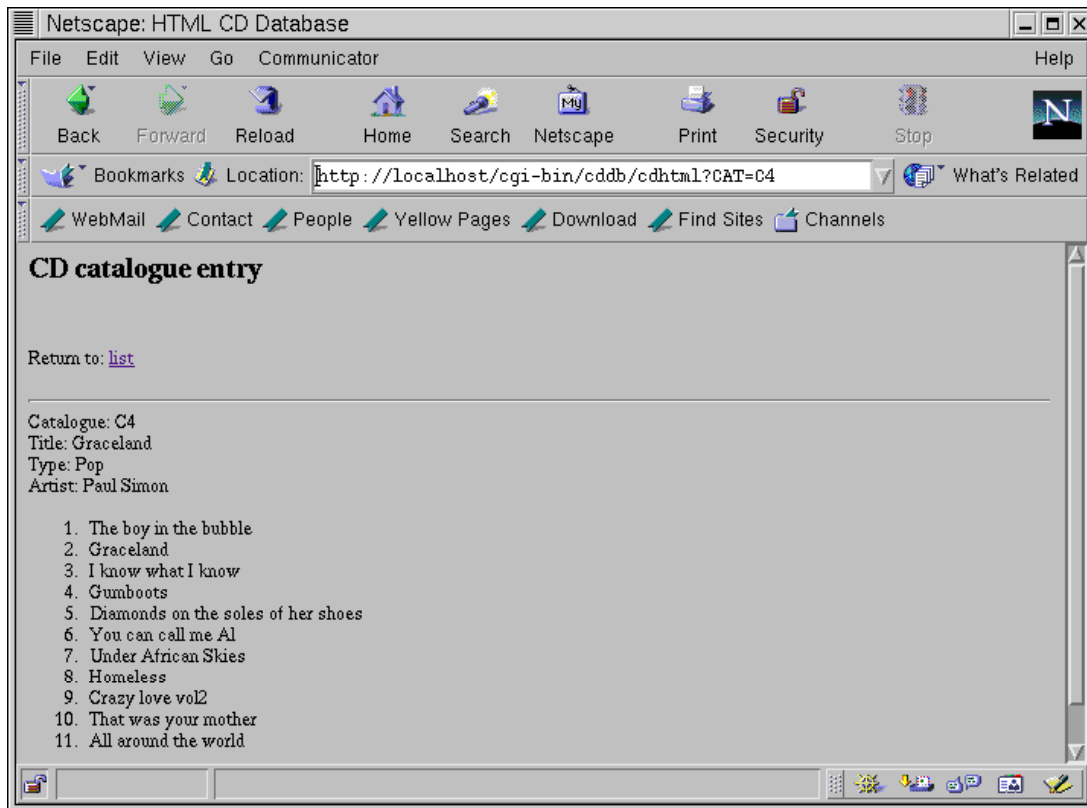 Netscape: HTML CD Database
File Edit View Go Communicator Help
Back Forward Reload Home Search Netscape Print Security Stop
My
N
Bookmarks Location: http://localhost/cgi-bin/cddb/cdhtml?CAT=C4 What's Related
WebMail Contact People Yellow Pages Download Find Sites Channels
CD catalogue entry
Return to: list
Catalogue: C4
Title: Graceland
Type: Pop
Artist: Paul Simon
1. The boy in the bubble
2. Graceland
3. I know what I know
4. Gumboots
5. Diamonds on the soles of her shoes
6. You can call me Al
7. Under African Skies
8. Homeless
9. Crazy love vol2
10. That was your mother
11. All around the world